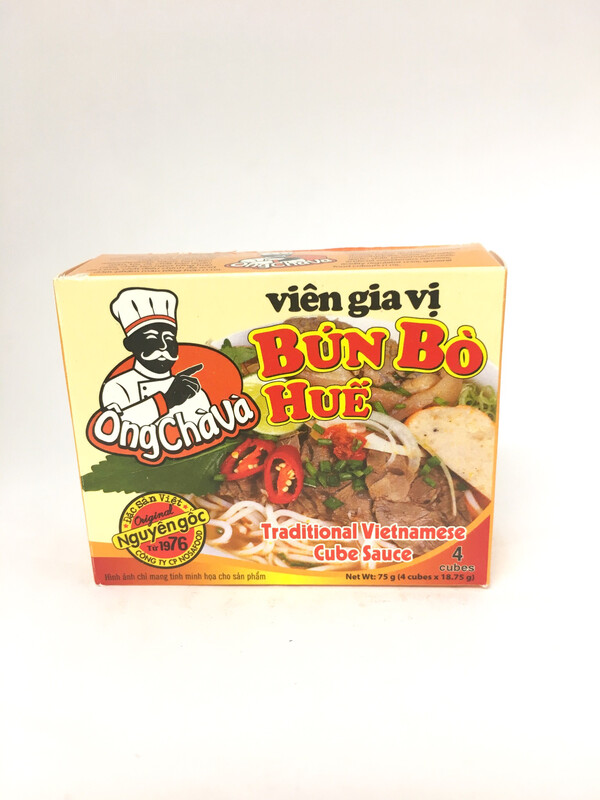 ÔngChàVà
viên gia vị
BÚN BÒ
HUẾ
ÔngChàVà
Đặc Sản Việt
Original
Nguyên gốc
Từ 1976
CÔNG TY CP HOSAFOOD
Traditional Vietnamese
Cube Sauce
4
cubes
Hình ảnh chỉ mang tính minh họa cho sản phẩm
Net Wt: 75 g (4 cubes x 18.75 g)